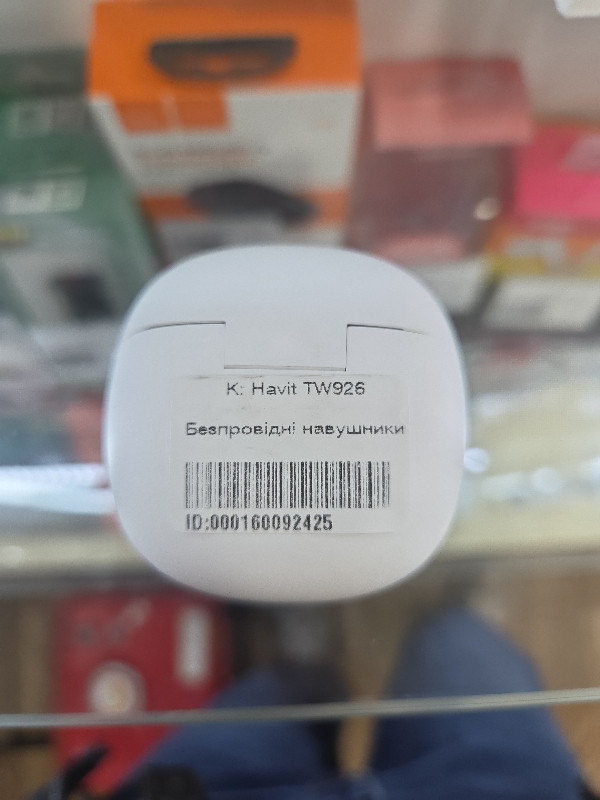 K: Havit TW926
Безпровідні навушники
ID:000160092425